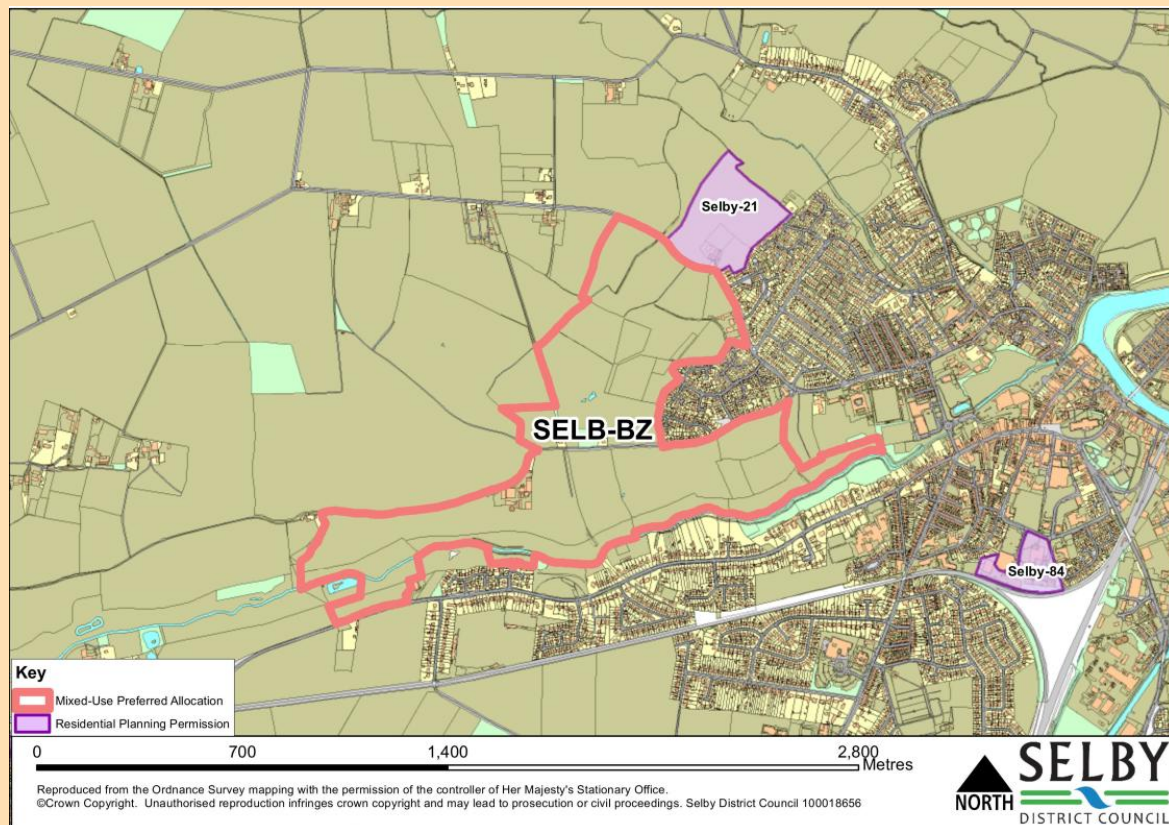 Selby-21
SELB-BZ
Selby-84
Key
Mixed-Use Preferred Allocation
Residential Planning Permission
0 700 1,400 2,800
Metres
Reproduced from the Ordnance Survey mapping with the permission of the controller of Her Majesty's Stationary Office.
©Crown Copyright. Unauthorised reproduction infringes crown copyright and may lead to prosecution or civil proceedings. Selby District Council 100018656
NORTH
SELBY
DISTRICT COUNCIL